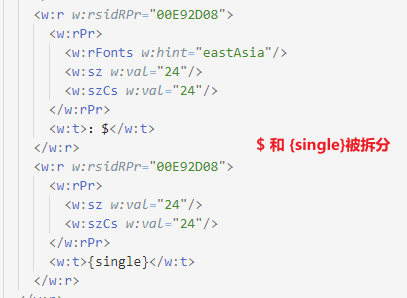 <w:r w:rsidRPr="00E92D08">
<w:rPr>
<w:rFonts w:hint="eastAsia"/>
<w:sz w:val="24"/>
<w:szCs w:val="24"/>
</w:rPr>
<w:t>：$</w:t>
</w:r>
$ 和 {single}被拆分
<w:r w:rsidRPr="00E92D08">
<w:rPr>
<w:sz w:val="24"/>
<w:szCs w:val="24"/>
</w:rPr>
<w:t>{single}</w:t>
</w:r>